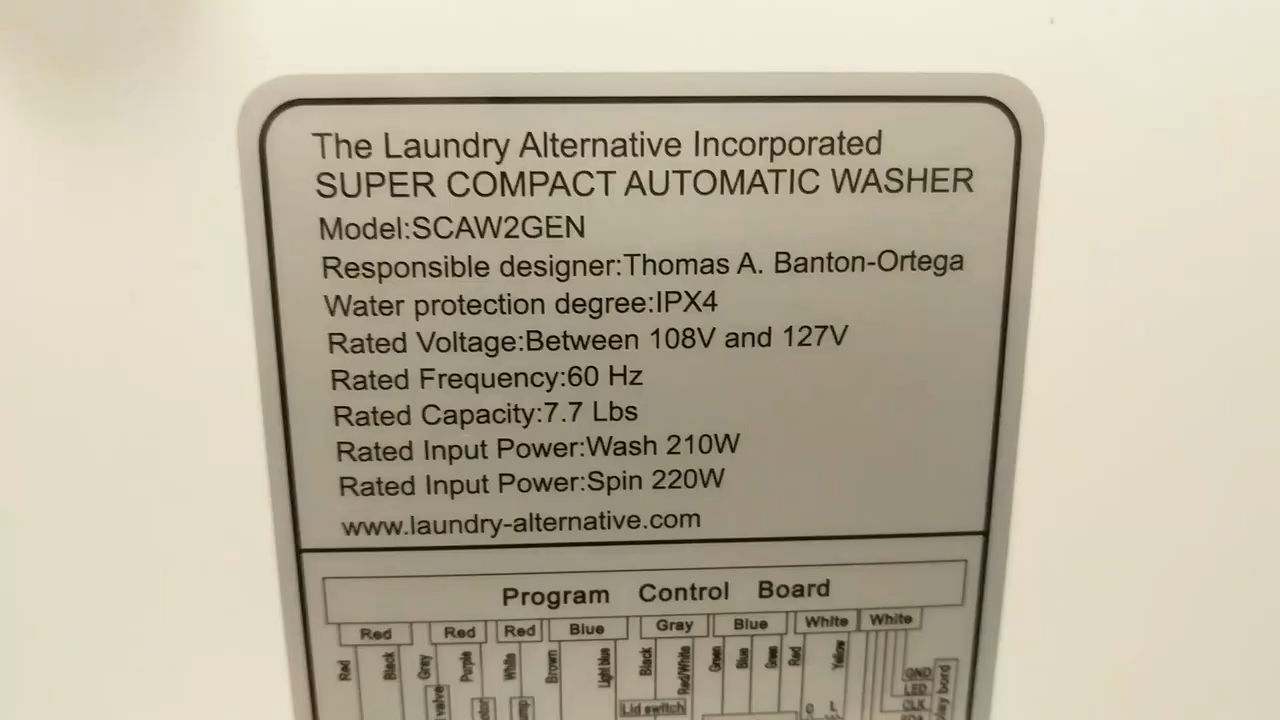 The Laundry Alternative Incorporated
SUPER COMPACT AUTOMATIC WASHER
Model:SCAW2GEN
Responsible designer:Thomas A. Banton-Ortega
Water protection degree:IPX4
Rated Voltage:Between 108V and 127V
Rated Frequency:60 Hz
Rated Capacity:7.7 Lbs
Rated Input Power:Wash 210W
Rated Input Power:Spin 220W
www.laundry-alternative.com
Program Control Board
Red Red Red Blue Gray Blue White White
Red Black Grey Purple White Brown Light blue Black Red/White Green Blue Green Red Yellow
GND
LED
CLK
valve
Lid switch
O L